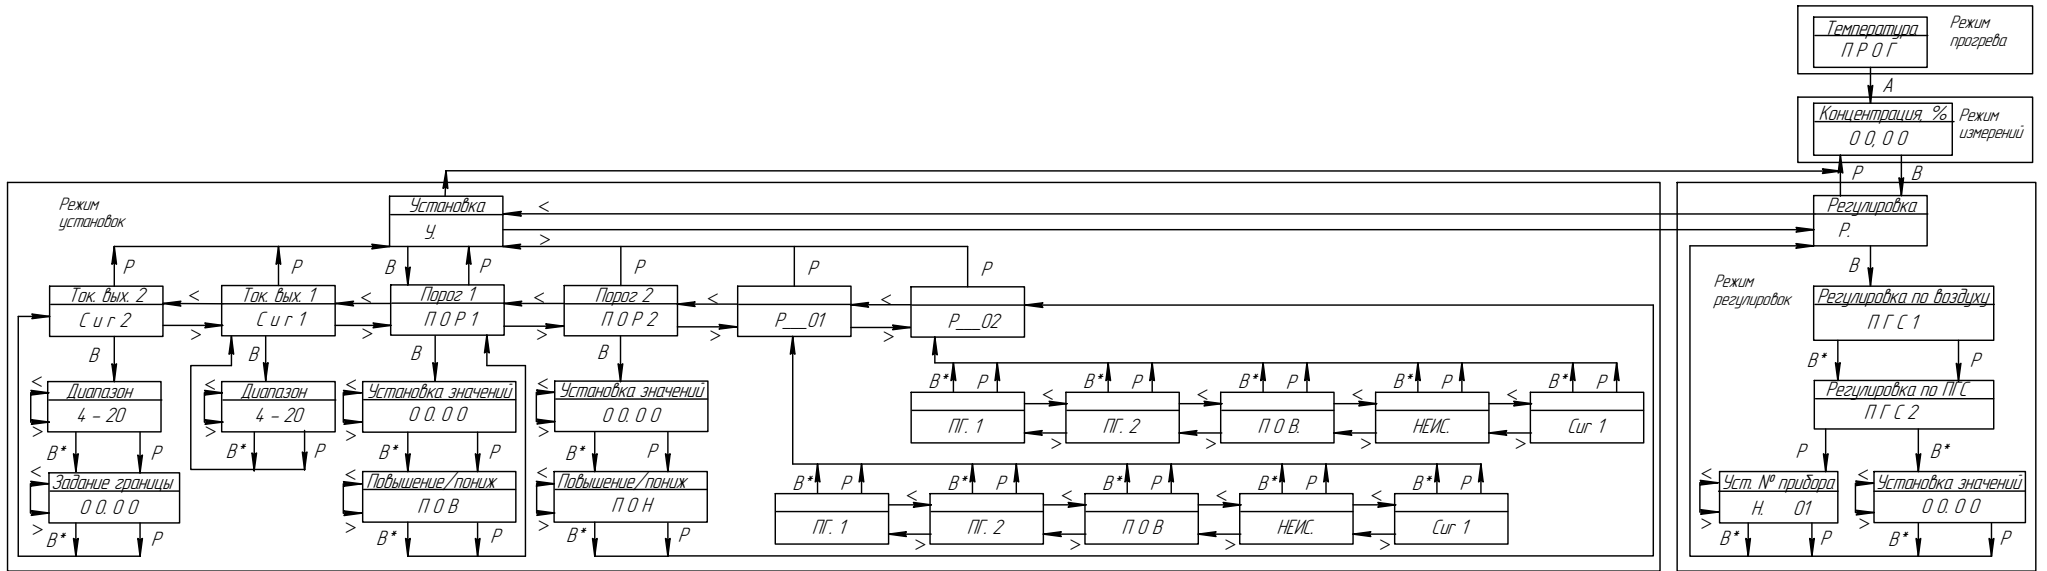 Температура
П Р О Г
Режим
прогрева
А
Концентрация, %
0 0, 0 0
Режим
измерений
Р
В
Режим
установок
Установка
У.
<
>
Регулировка
Р.
Р
Р
В
Р
Р
Р
Р
В
Режим
регулировок
Ток. вых. 2
С и г 2
<
>
Ток. вых. 1
С и г 1
<
>
Порог 1
П О Р 1
<
>
Порог 2
П О Р 2
<
>
Р__01
<
>
Р__02
Регулировка по воздуху
П Г С 1
В
В
В
В
В*
Р
<
Диапазон
4 – 20
>
<
Диапазон
4 – 20
>
<
Установка значений
0 0. 0 0
>
Установка значений
0 0. 0 0
Регулировка по ПГС
П Г С 2
В*
Р
В*
Р
В*
Р
В*
Р
В*
Р
ПГ. 1
<
>
ПГ. 2
<
>
П О В.
<
>
НЕИС.
<
>
Сиг 1
В*
Р
В*
Р
В*
Р
В*
Р
Р
В*
<
Задание границы
0 0. 0 0
>
<
Повышение/пониж
П О В
>
<
Повышение/пониж
П О Н
>
<
Уст. № прибора
Н. 01
>
<
Установка значений
0 0. 0 0
>
В*
Р
В*
Р
В*
Р
В*
Р
В*
Р
ПГ. 1
<
>
ПГ. 2
<
>
П О В
<
>
НЕИС.
<
>
Сиг 1
В*
Р
В*
Р
В*
Р
В*
Р
В*
Р